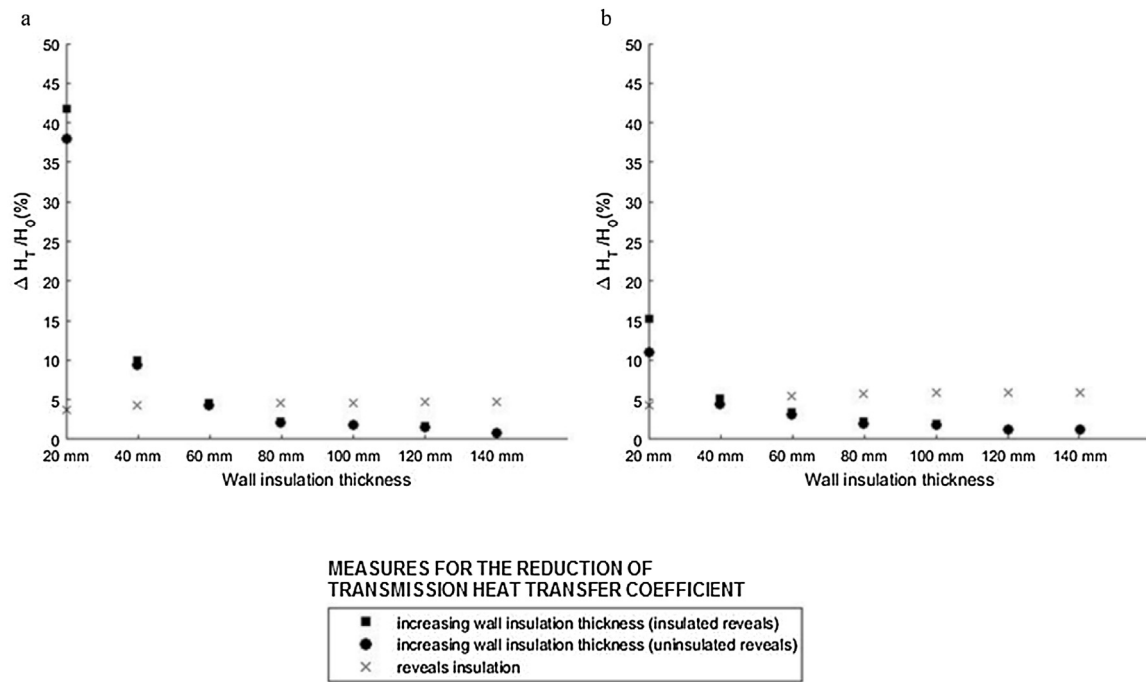 a
50
45
40
35
30
25
20
15
10
5
0
Δ H_T /H_0(%)
20 mm 40 mm 60 mm 80 mm 100 mm 120 mm 140 mm
Wall insulation thickness
b
50
45
40
35
30
25
20
15
10
5
0
Δ H_T /H_0(%)
20 mm 40 mm 60 mm 80 mm 100 mm 120 mm 140 mm
Wall insulation thickness
MEASURES FOR THE REDUCTION OF
TRANSMISSION HEAT TRANSFER COEFFICIENT
increasing wall insulation thickness (insulated reveals)
increasing wall insulation thickness (uninsulated reveals)
reveals insulation